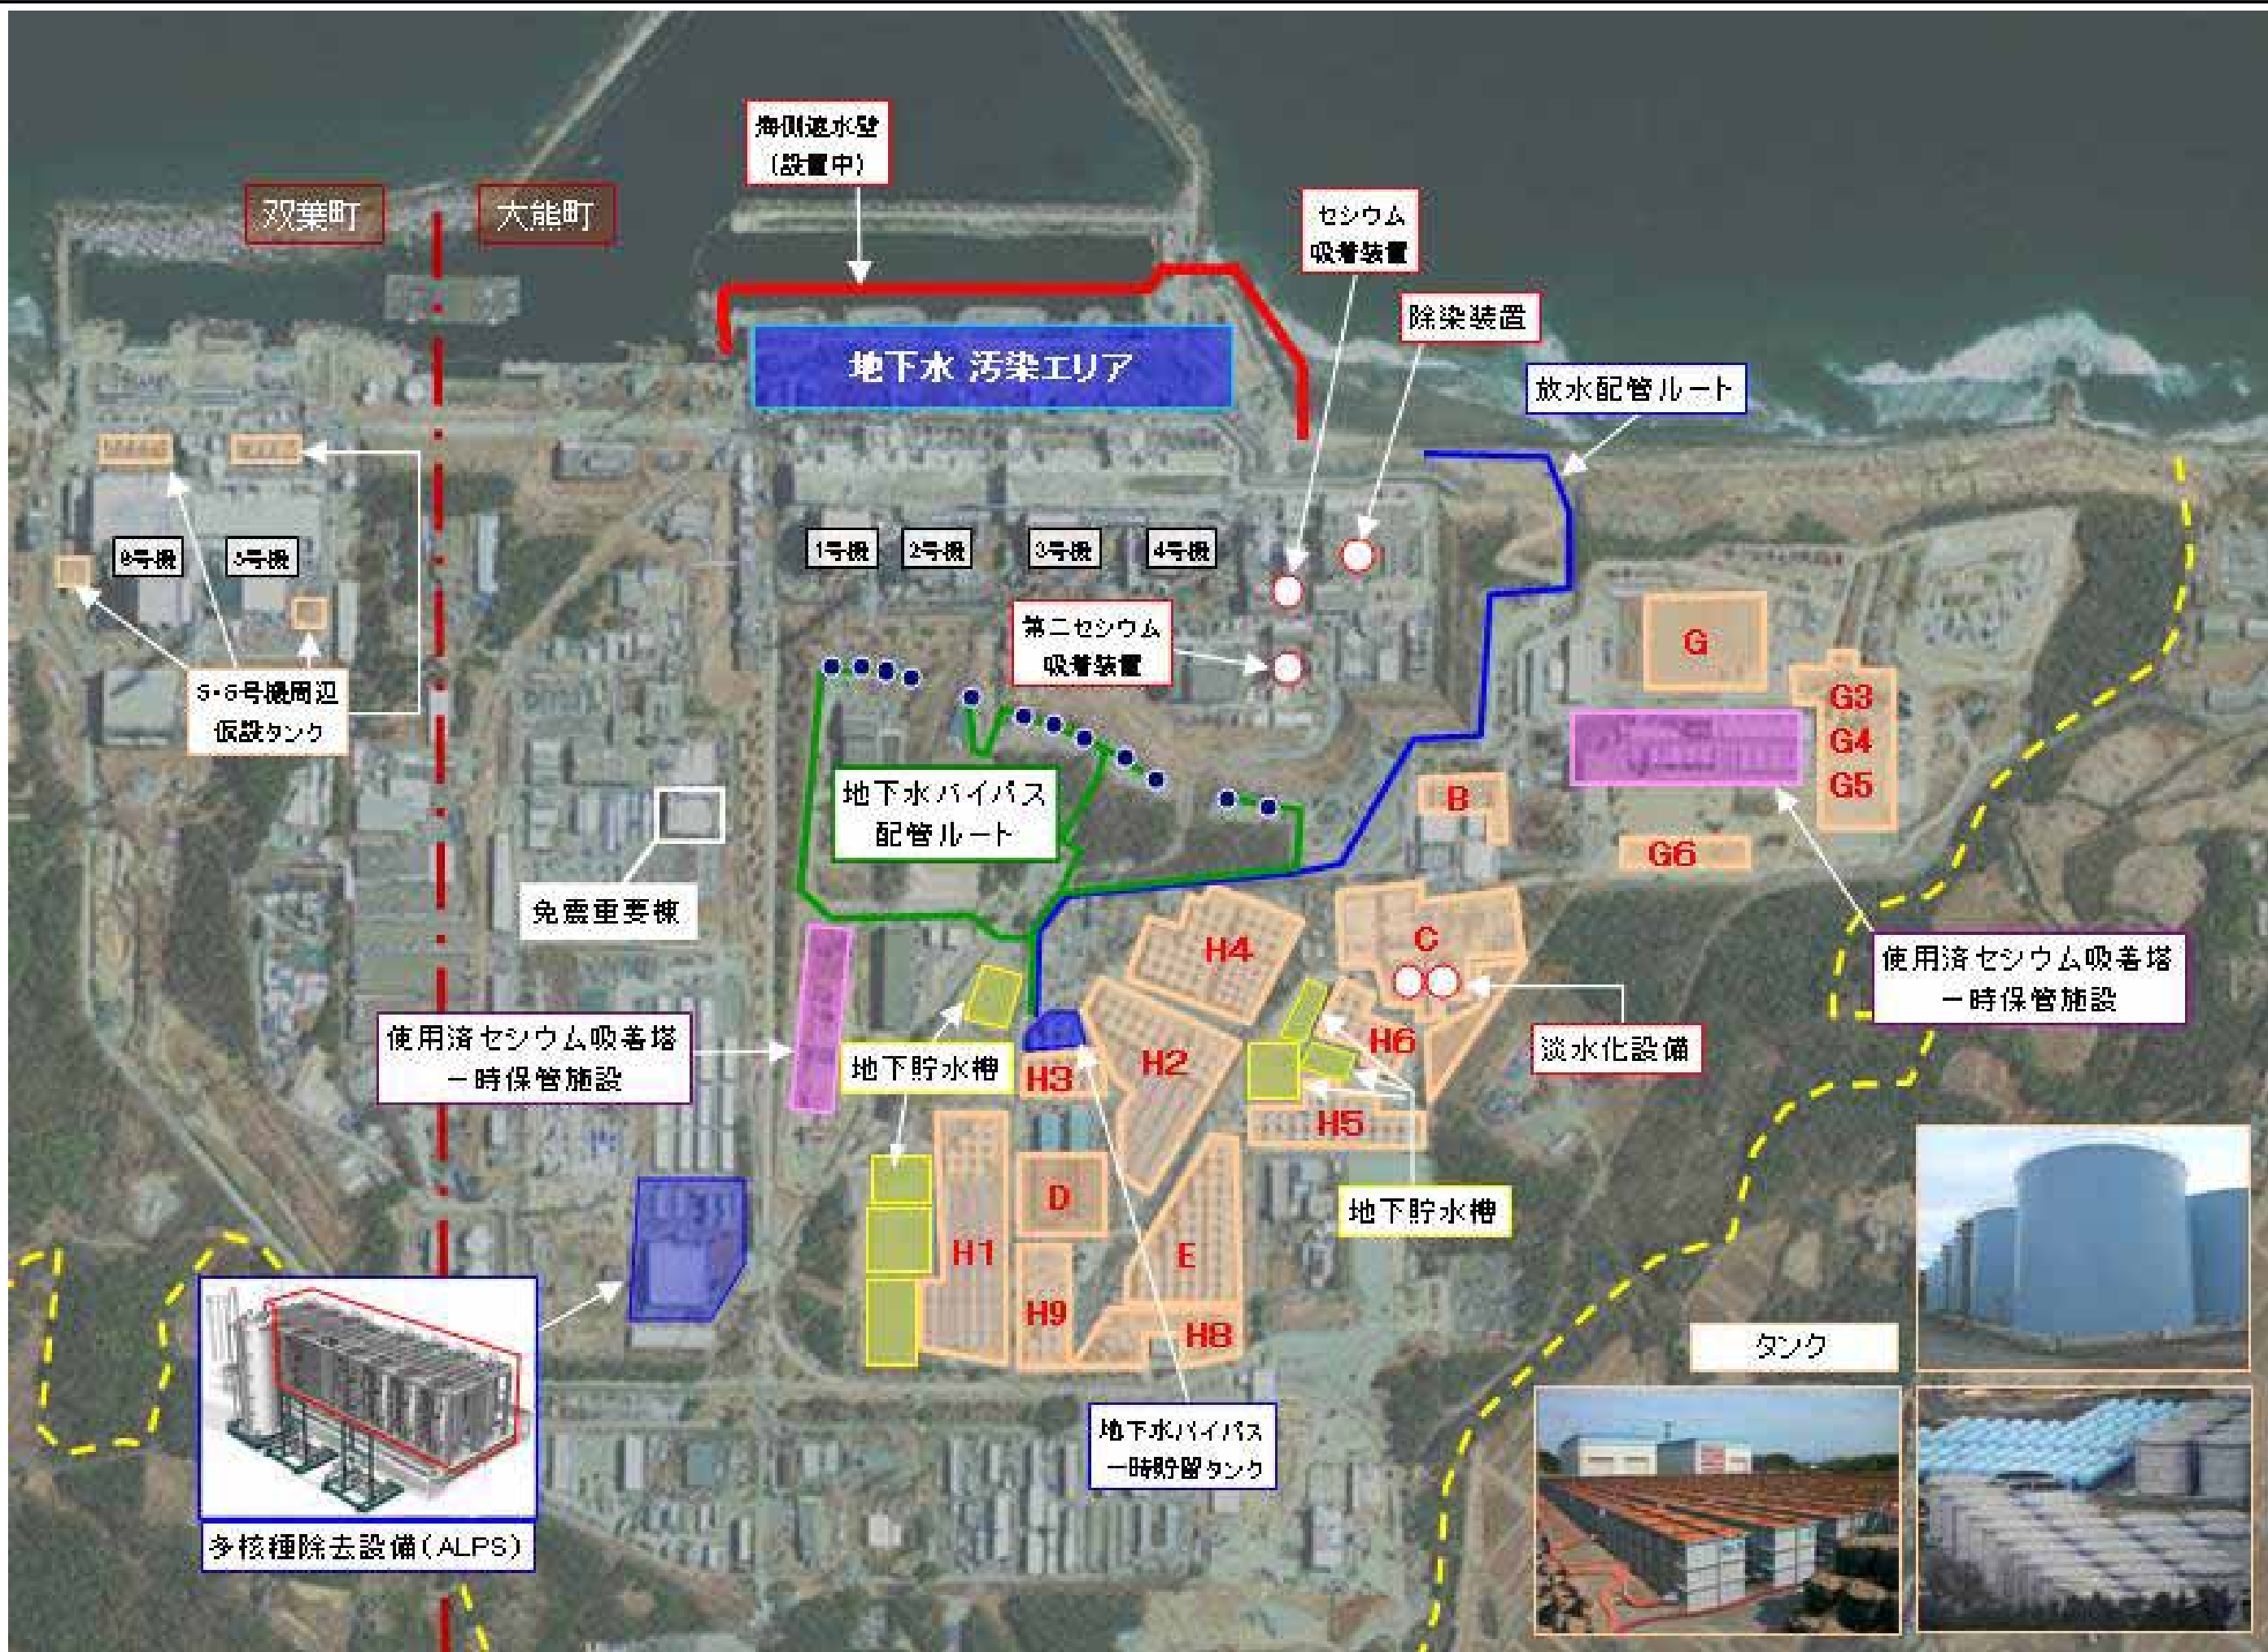 海側遮水壁
(設置中)
双葉町
大熊町
セシウム
吸着装置
除染装置
地下水 汚染エリア
放水配管ルート
6号機
5号機
1号機
2号機
3号機
4号機
第二セシウム
吸着装置
5・6号機周辺
仮設タンク
G
G3
G4
G5
B
G6
地下水バイパス
配管ルート
免震重要棟
H4
C
使用済セシウム吸着塔
一時保管施設
使用済セシウム吸着塔
一時保管施設
地下貯水槽
H3
H2
H6
淡水化設備
H5
D
地下貯水槽
H1
E
H9
H8
タンク
地下水バイパス
一時貯留タンク
多核種除去設備(ALPS)